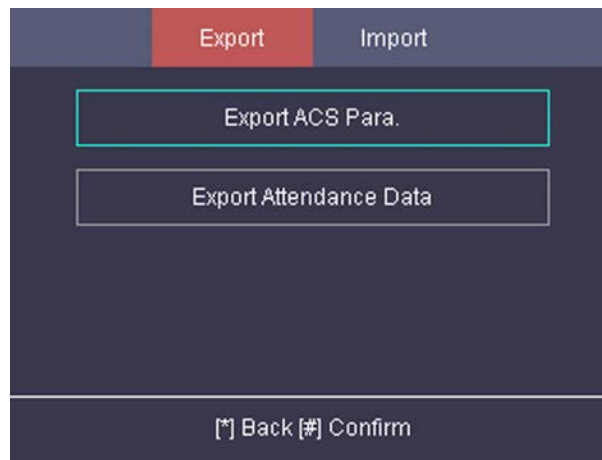 Export Import
Export ACS Para.
Export Attendance Data
[*] Back [#] Confirm